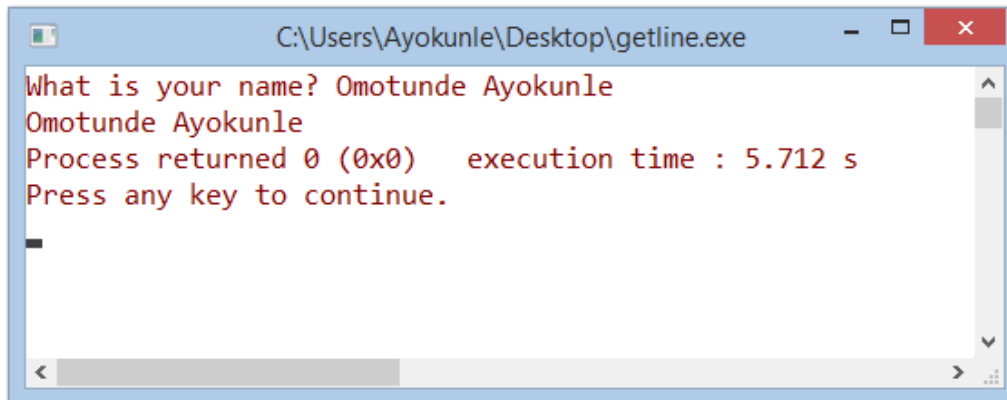 C:\Users\Ayokunle\Desktop\getline.exe
What is your name? Omotunde Ayokunle
Omotunde Ayokunle
Process returned 0 (0x0)   execution time : 5.712 s
Press any key to continue.